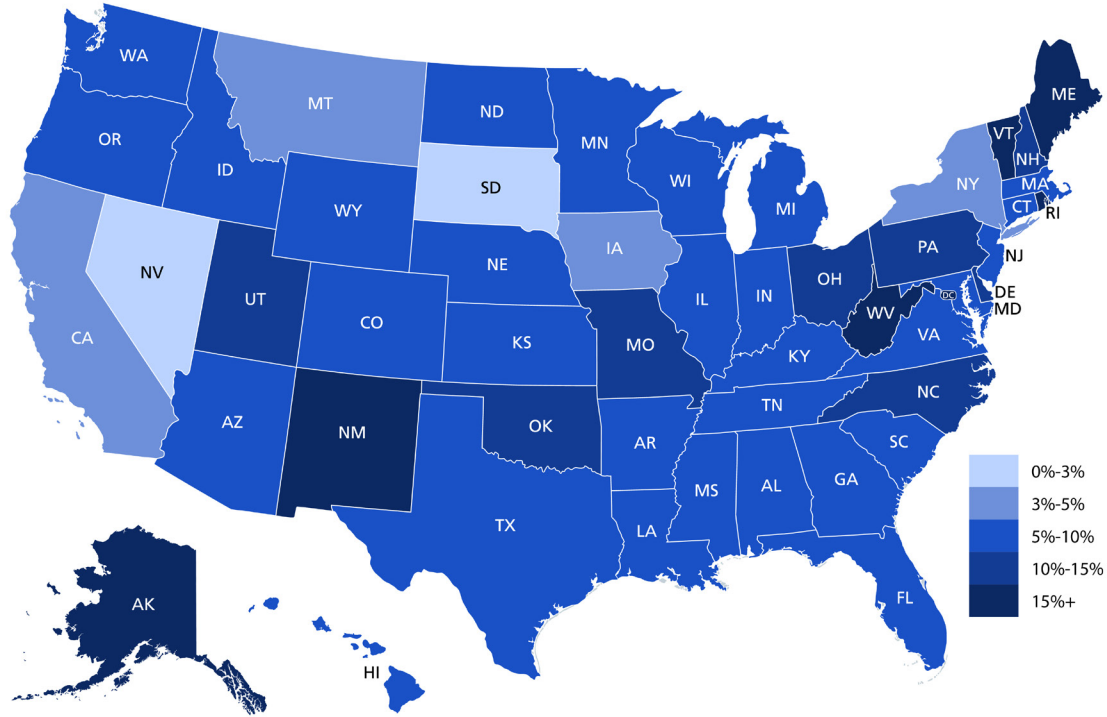 WA
MT
ND
MN
ME
VT
NH
OR
ID
SD
WI
NY
MA
WY
MI
CT
RI
IA
PA
NJ
NV
UT
NE
OH
DE
MD
DC
IL
IN
WV
VA
CA
CO
KS
MO
KY
NC
AZ
NM
OK
TN
AR
SC
MS
AL
GA
TX
LA
AK
FL
HI
0%-3%
3%-5%
5%-10%
10%-15%
15%+